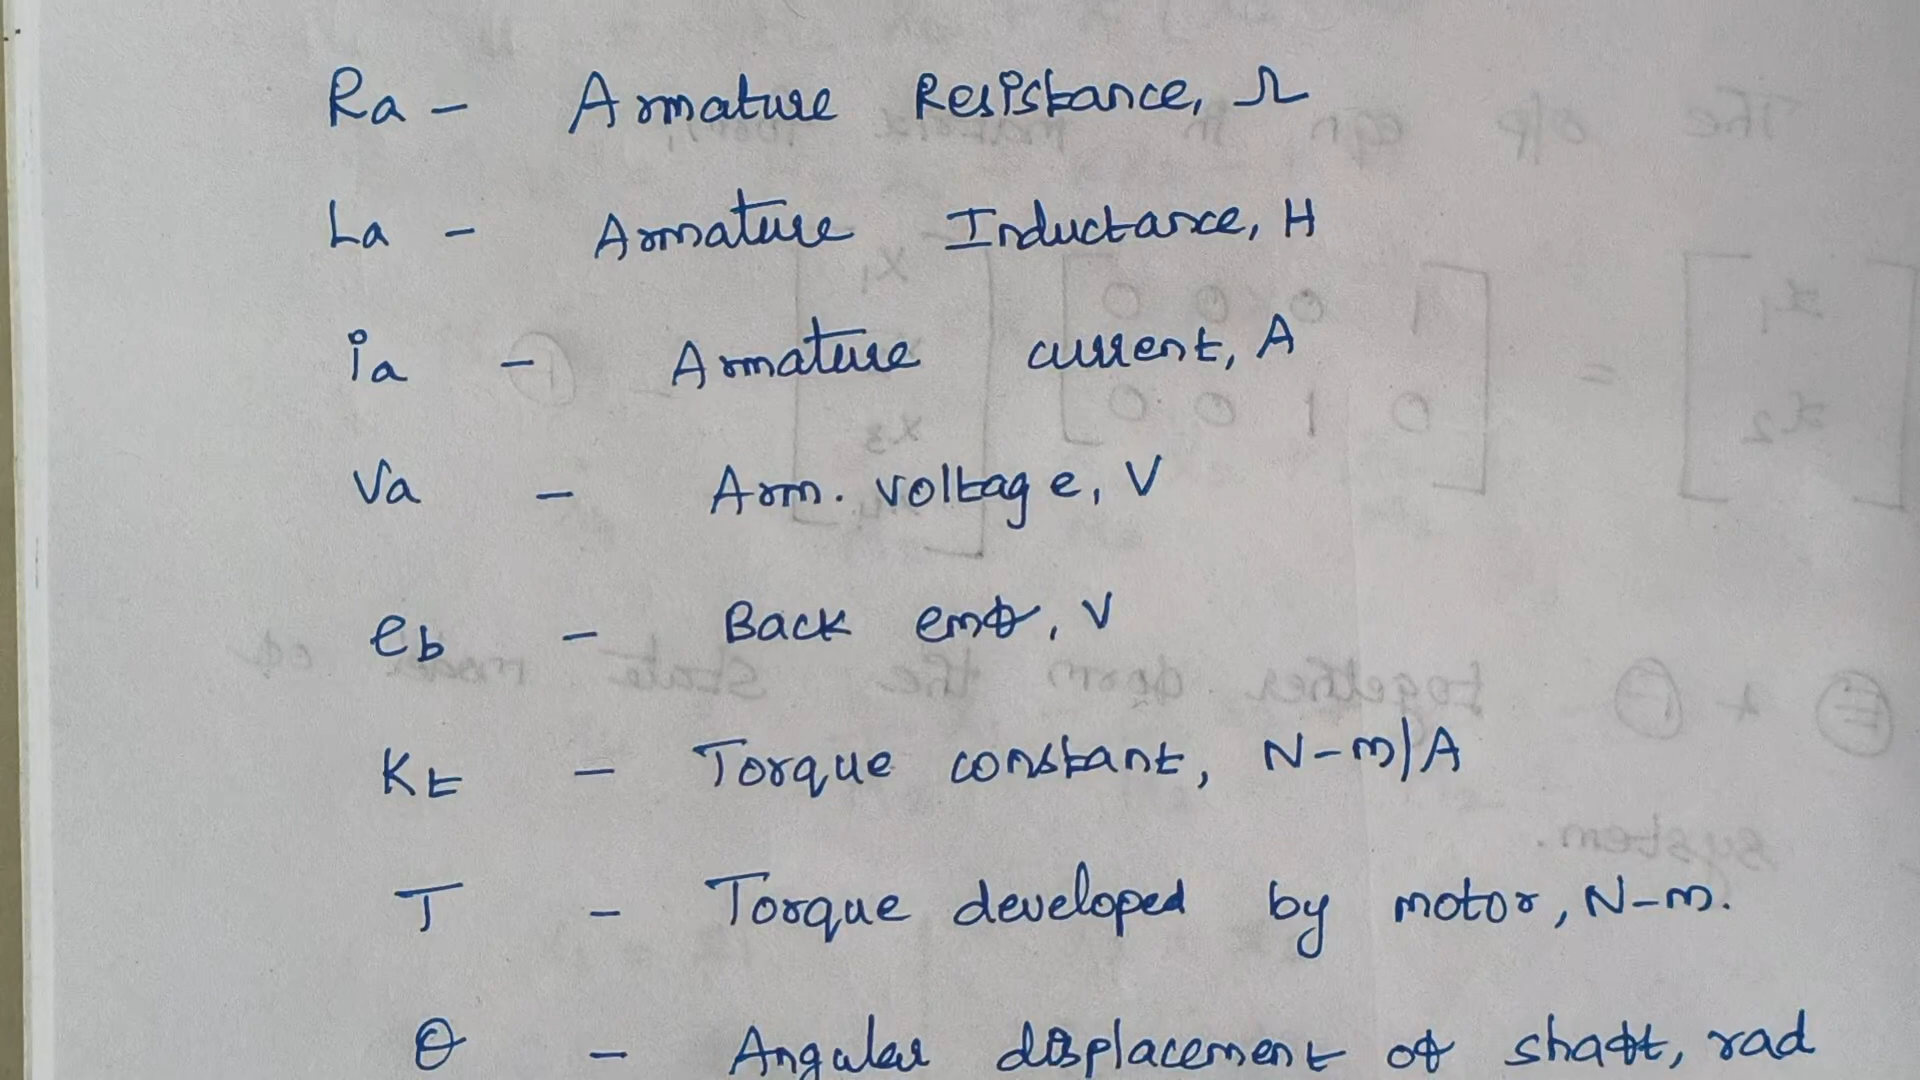 Ra - Armature Resistance, Ω
La - Armature Inductance, H
ia - Armature current, A
Va - Arm. voltage, V
eb - Back emf, V
Kt - Torque constant, N-m/A
T - Torque developed by motor, N-m.
θ - Angular displacement of shaft, rad